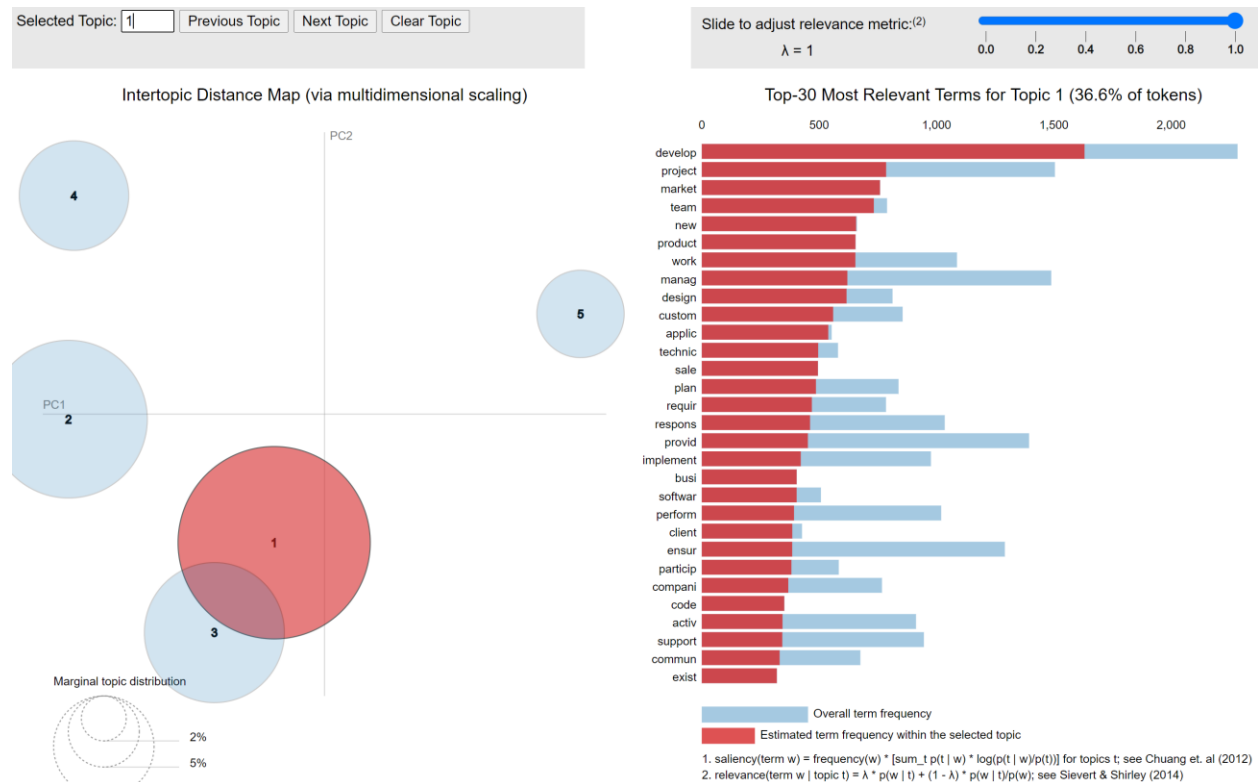 Selected Topic: 1 Previous Topic Next Topic Clear Topic
Slide to adjust relevance metric:(2)
λ = 1
0.0 0.2 0.4 0.6 0.8 1.0
Intertopic Distance Map (via multidimensional scaling)
PC2
PC1
4
5
2
1
3
Marginal topic distribution
2%
5%
Top-30 Most Relevant Terms for Topic 1 (36.6% of tokens)
0 500 1,000 1,500 2,000
develop
project
market
team
new
product
work
manag
design
custom
applic
technic
sale
plan
requir
respons
provid
implement
busi
softwar
perform
client
ensur
particip
compani
code
activ
support
commun
exist
Overall term frequency
Estimated term frequency within the selected topic
1. saliency(term w) = frequency(w) * [sum_t p(t | w) * log(p(t | w)/p(t))] for topics t; see Chuang et. al (2012)
2. relevance(term w | topic t) = λ * p(w | t) + (1 - λ) * p(w | t)/p(w); see Sievert & Shirley (2014)